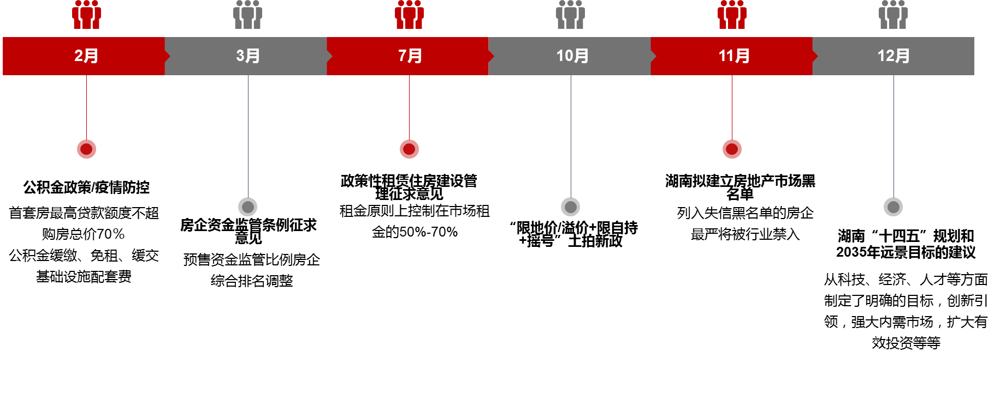 2月
3月
7月
10月
11月
12月
公积金政策/疫情防控
首套房最高贷款额度不超
购房总价70%
公积金缓缴、免租、缓交
基础设施配套费
房企资金监管条例征求
意见
预售资金监管比例房企
综合排名调整
政策性租赁住房建设管
理征求意见
租金原则上控制在市场租
金的50%-70%
“限地价/溢价+限自持
+摇号”土拍新政
湖南拟建立房地产市场黑
名单
列入失信黑名单的房企
最严将被行业禁入
湖南“十四五”规划和
2035年远景目标的建议
从科技、经济、人才等方面
制定了明确的目标，创新引
领，强大内需市场，扩大有
效投资等等